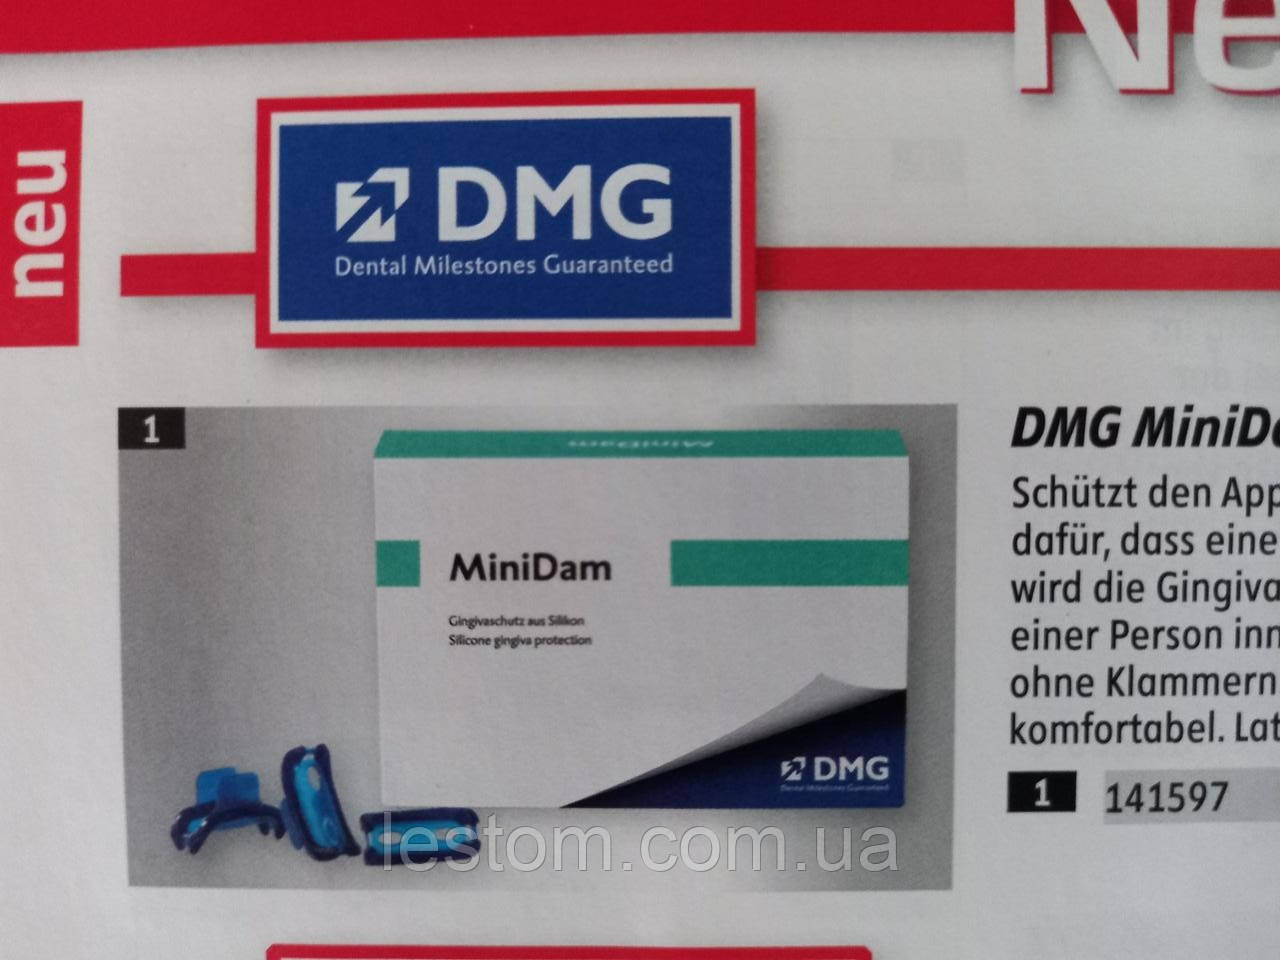 Ne
neu
DMG
Dental Milestones Guaranteed
1
MiniDam
MiniDam
Gingivaschutz aus Silikon
Silicone gingiva protection
DMG
Dental Milestones Guaranteed
DMG MiniDa
Schützt den App
dafür, dass eine
wird die Gingiva
einer Person inn
ohne Klammern
komfortabel. Lat
1 141597
lestom.com.ua